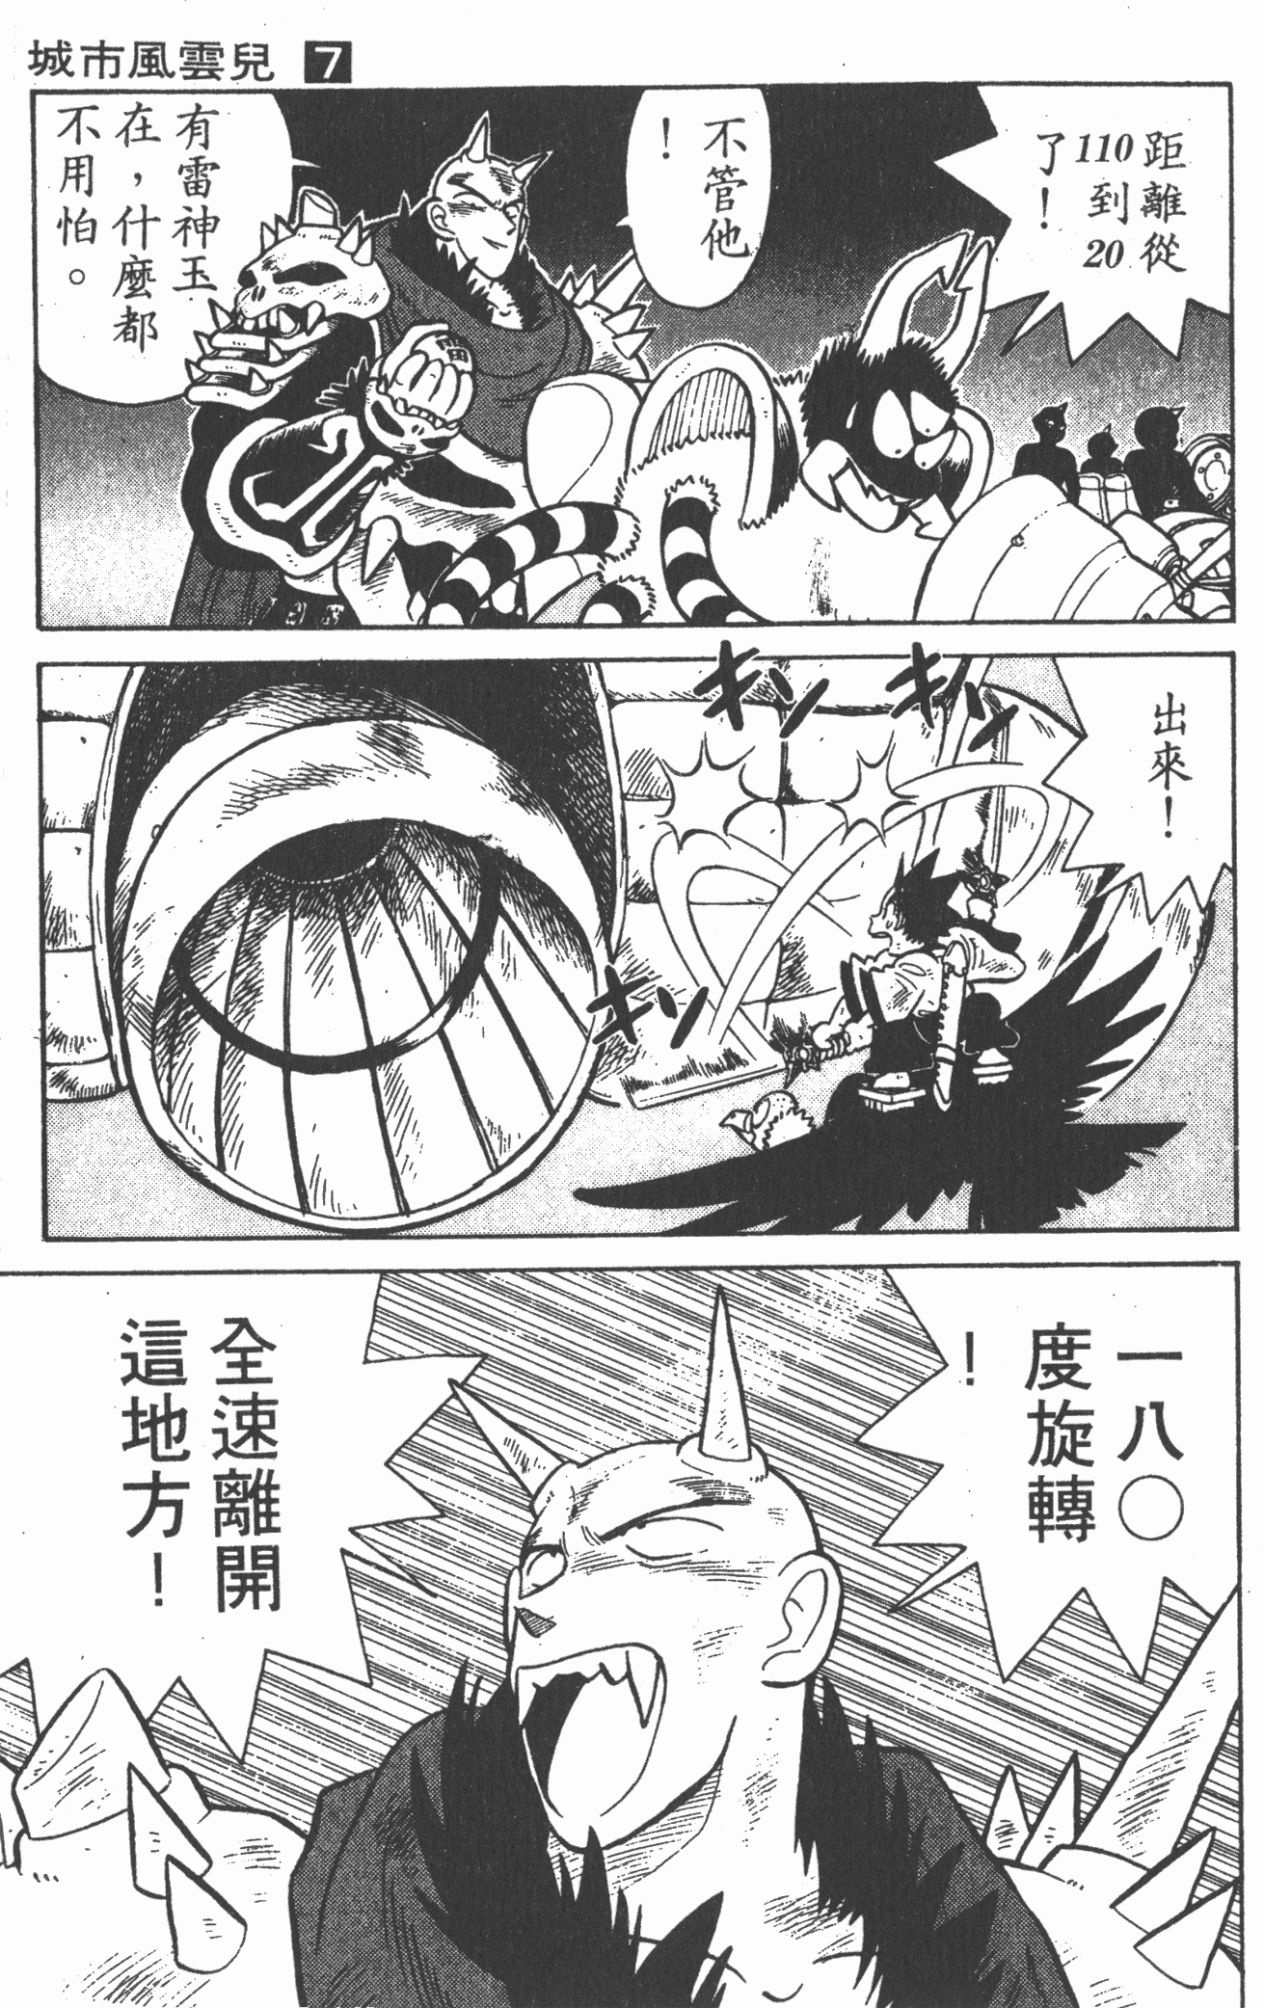 城市風雲兒 7
距離從
110到20
了！
不管他
！
有雷神玉
在，什麼都
不用怕。
雷
出來！
キン
キン
キン
一八〇
度旋轉
！
全速離開
這地方！